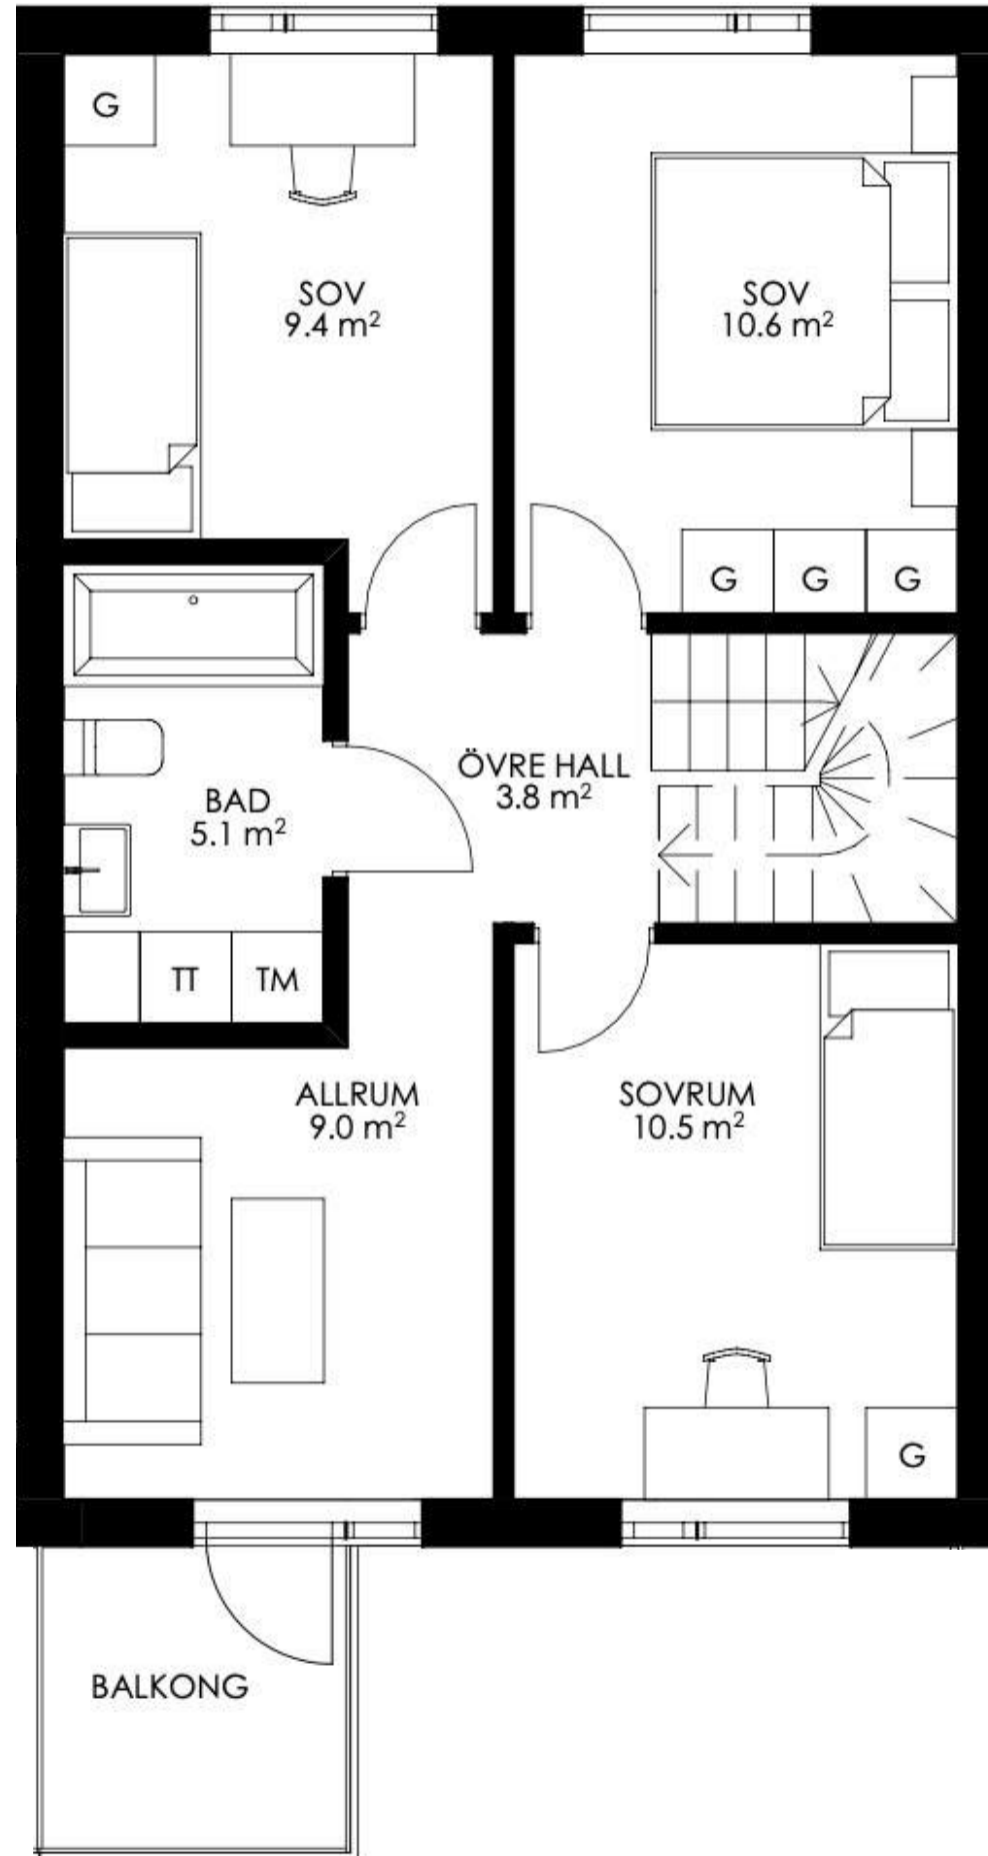 G
SOV
9.4 m²
SOV
10.6 m²
G G G
ÖVRE HALL
3.8 m²
BAD
5.1 m²
TT TM
ALLRUM
9.0 m²
SOVRUM
10.5 m²
G
BALKONG